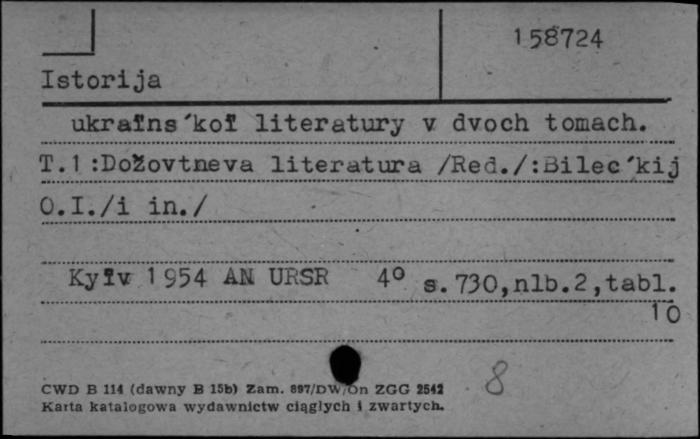 158724
Istorija
ukraïns'koï literatury v dvoch tomach.
T.1 :Dožovtneva literatura /Red./:Bilec'kij
O.I./i in./
Kyïv 1954 AN URSR 4° s.730,nlb.2,tabl.
10
CWD B 114 (dawny B 15b) Zam. 897/DW/Dn ZGG 2542
8
Karta katalogowa wydawnictw ciągłych i zwartych.